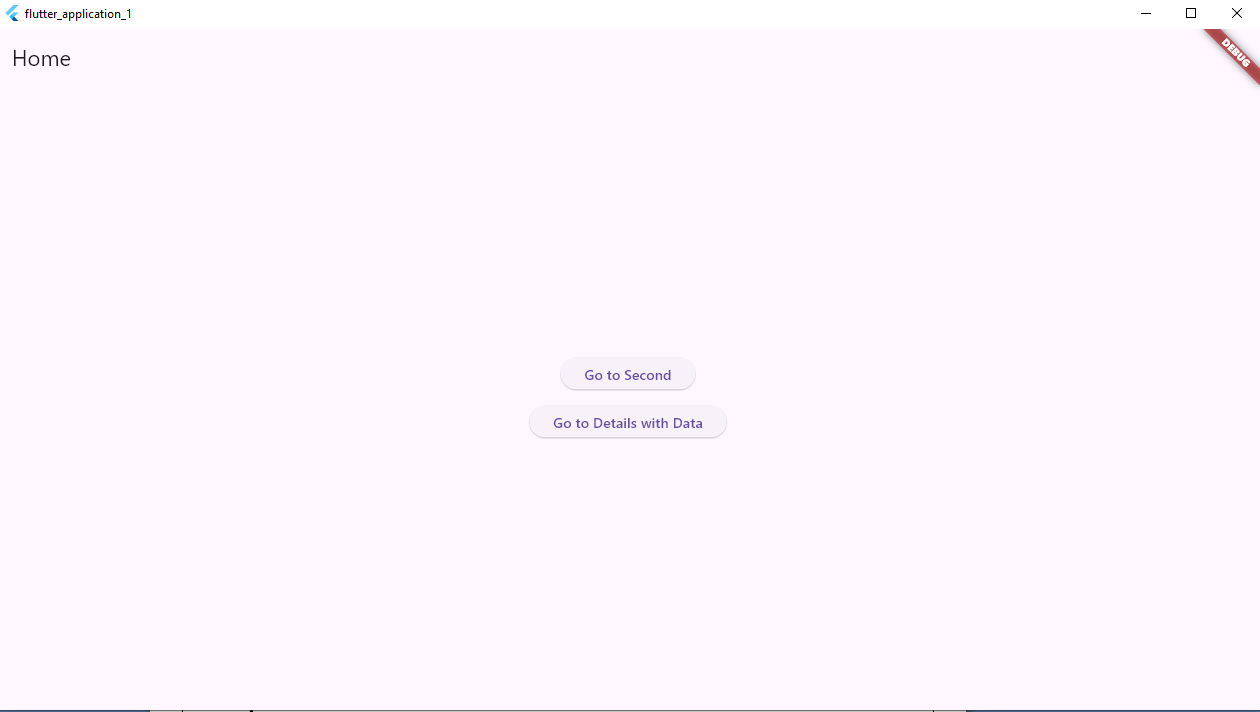 flutter_application_1
Home
DEBUG
Go to Second
Go to Details with Data